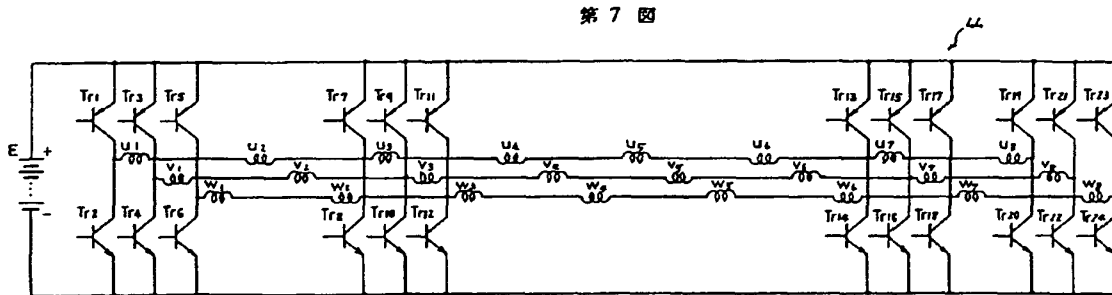 第 7 図
u
Tr1 Tr3 Tr5 Tr7 Tr9 Tr11 Tr13 Tr15 Tr17 Tr19 Tr21 Tr23
E + -
u1 u2 u3 u4 u5 u6 u7 u8
v1 v2 v3 v4 v5 v6 v7 v8
w1 w2 w3 w4 w5 w6 w7 w8
Tr2 Tr4 Tr6 Tr8 Tr10 Tr12 Tr14 Tr16 Tr18 Tr20 Tr22 Tr24